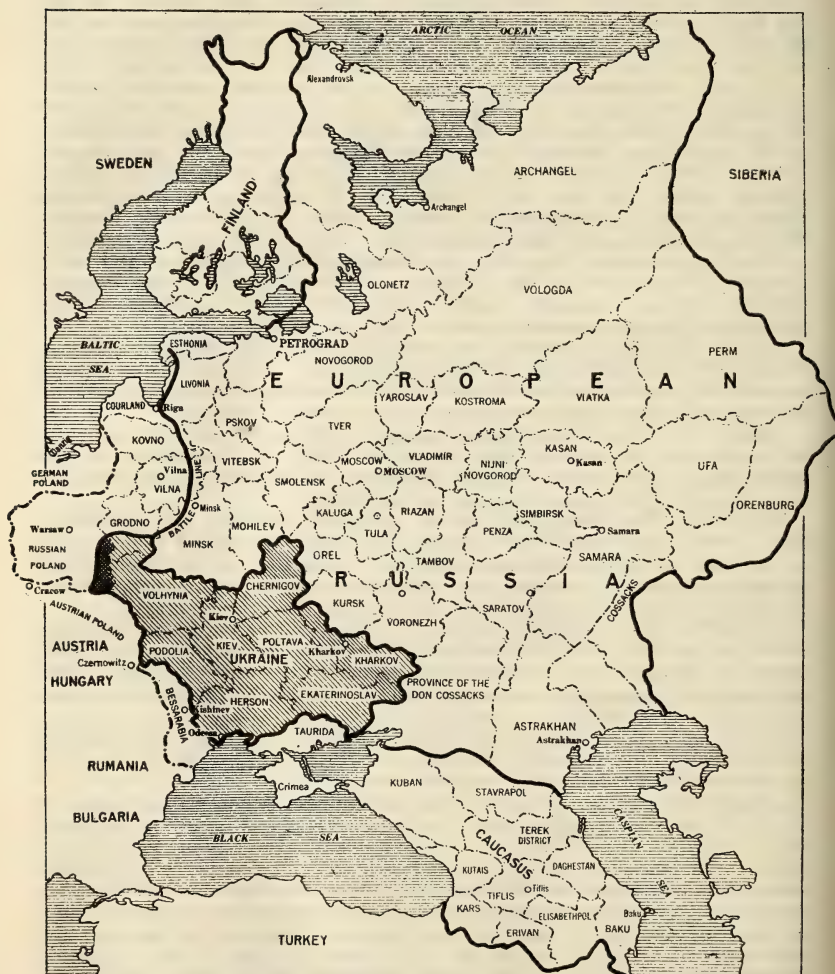 ARCTIC OCEAN
Alexandrovsk
SWEDEN
ARCHANGEL
SIBERIA
FINLAND
Archangel
OLONETZ
VOLOGDA
BALTIC
SEA
ESTHONIA
PETROGRAD
NOVOGOROD
PERM
EUROPEAN
LIVONIA
YAROSLAV
KOSTROMA
VIATKA
COURLAND
Riga
PSKOV
TVER
KOVNO
VITEBSK
MOSCOW
MOSCOW
VLADIMIR
NIJNI
NOVGOROD
KASAN
Kasan
UFA
Danzig
GERMAN
POLAND
Vilna
VILNA
BATTLE LINE
SMOLENSK
ORENBURG
Minsk
KALUGA
RIAZAN
SIMBIRSK
GRODNO
MOHILEV
TULA
PENZA
Samara
Warsaw
RUSSIAN
POLAND
MINSK
OREL
TAMBOV
SAMARA
RUSSIA
Cracow
VOLHYNIA
CHERNIGOV
KURSK
SARATOV
COSSACKS
AUSTRIAN POLAND
Kiev
VORONEZH
AUSTRIA
HUNGARY
Czernowitz
PODOLIA
KIEV
POLTAVA
Kharkov
KHARKOV
UKRAINE
PROVINCE OF THE
DON COSSACKS
BESSARABIA
Kishinev
HERSON
EKATERINOSLAV
Odessa
TAURIDA
ASTRAKHAN
Astrakhan
RUMANIA
Crimea
KUBAN
STAVRAPOL
BULGARIA
BLACK SEA
CAUCASUS
TEREK
DISTRICT
CASPIAN SEA
KUTAIS
DAGHESTAN
TIFLIS
Tiflis
KARS
ELISABETHPOL
Baku
BAKU
ERIVAN
TURKEY